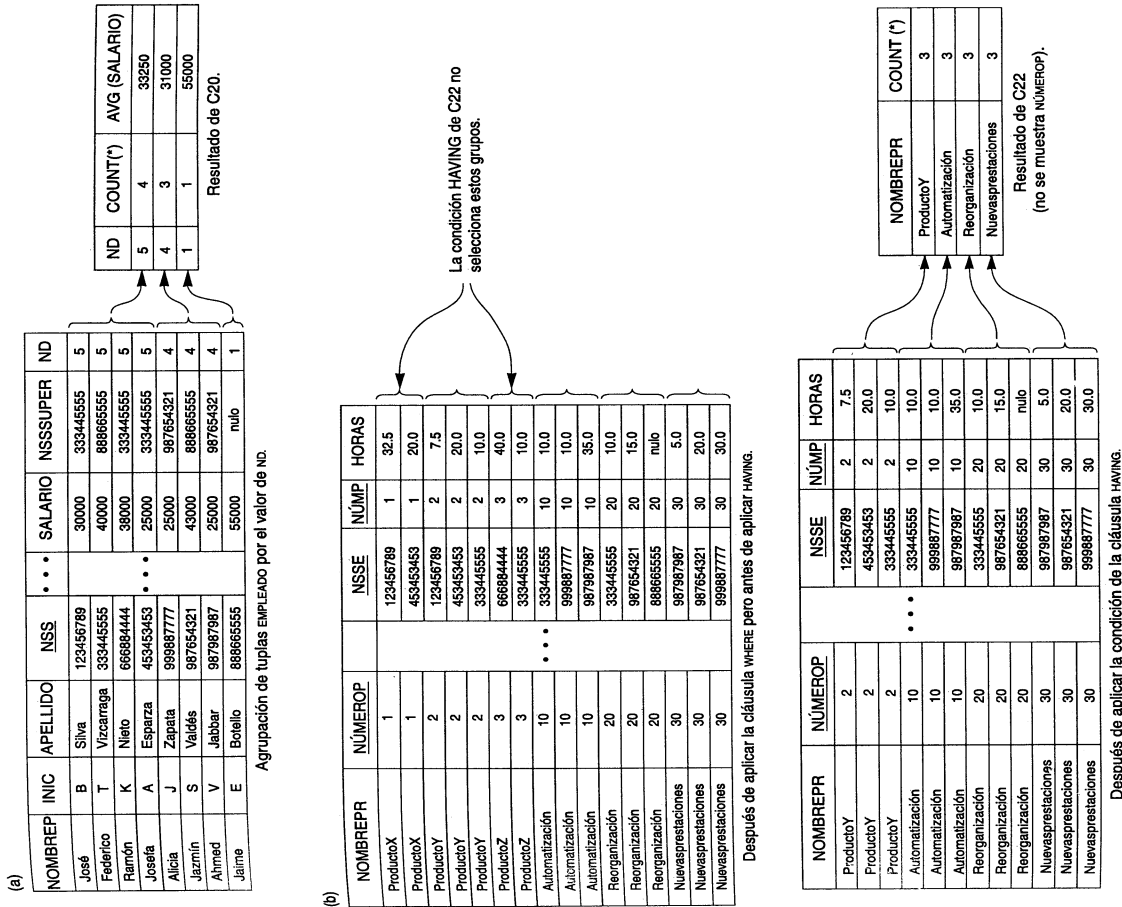 (a)
NOMBREP INIC APELLIDO NSS • • • SALARIO NSSSUPER ND
José B Silva 123456789 30000 333445555 5
Federico T Vizcarraga 333445555 40000 888665555 5
Ramón K Nieto 666884444 38000 333445555 5
Josefa A Esparza 453453453 • • • 25000 333445555 5
Alicia J Zapata 999887777 25000 987654321 4
Jazmín S Valdés 987654321 43000 888665555 4
Ahmed V Jabbar 987987987 25000 987654321 4
Jaime E Botello 888665555 55000 nulo 1
Agrupación de tuplas EMPLEADO por el valor de ND.
ND COUNT(*) AVG (SALARIO)
5 4 33250
4 3 31000
1 1 55000
Resultado de C20.
(b)
NOMBREPR NÚMEROP NSSE NÚMP HORAS
ProductoX 1 123456789 1 32.5
ProductoX 1 453453453 1 20.0
ProductoY 2 123456789 2 7.5
ProductoY 2 453453453 2 20.0
ProductoY 2 333445555 2 10.0
ProductoZ 3 666884444 3 40.0
ProductoZ 3 333445555 3 10.0
Automatización 10 • • • 333445555 10 10.0
Automatización 10 999887777 10 10.0
Automatización 10 987987987 10 35.0
Reorganización 20 333445555 20 10.0
Reorganización 20 987654321 20 15.0
Reorganización 20 888665555 20 nulo
Nuevasprestaciones 30 987987987 30 5.0
Nuevasprestaciones 30 987654321 30 20.0
Nuevasprestaciones 30 999887777 30 30.0
Después de aplicar la cláusula WHERE pero antes de aplicar HAVING.
La condición HAVING de C22 no
selecciona estos grupos.
NOMBREPR NÚMEROP NSSE NÚMP HORAS
ProductoY 2 123456789 2 7.5
ProductoY 2 453453453 2 20.0
ProductoY 2 333445555 2 10.0
Automatización 10 • • • 333445555 10 10.0
Automatización 10 999887777 10 10.0
Automatización 10 987987987 10 35.0
Reorganización 20 333445555 20 10.0
Reorganización 20 987654321 20 15.0
Reorganización 20 888665555 20 nulo
Nuevasprestaciones 30 987987987 30 5.0
Nuevasprestaciones 30 987654321 30 20.0
Nuevasprestaciones 30 999887777 30 30.0
Después de aplicar la condición de la cláusula HAVING.
NOMBREPR COUNT (*)
ProductoY 3
Automatización 3
Reorganización 3
Nuevasprestaciones 3
Resultado de C22
(no se muestra NÚMEROP).